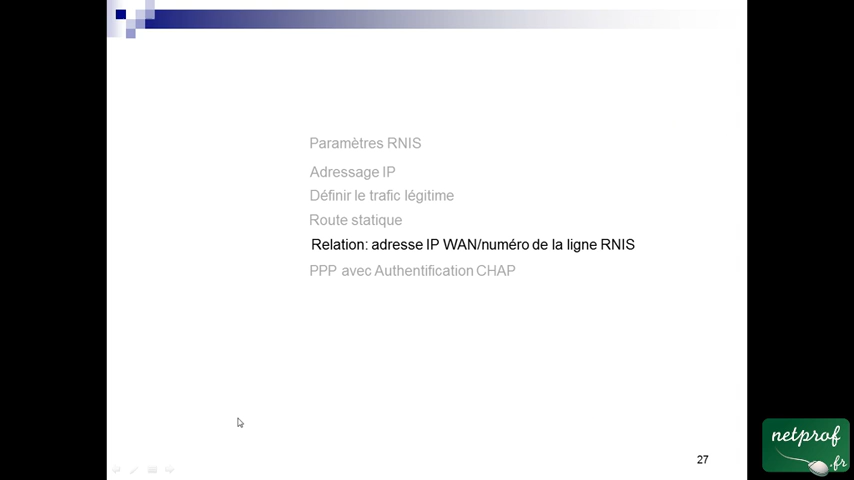 Paramètres RNIS
Adressage IP
Définir le trafic légitime
Route statique
Relation: adresse IP WAN/numéro de la ligne RNIS
PPP avec Authentification CHAP
27
netprof
.fr